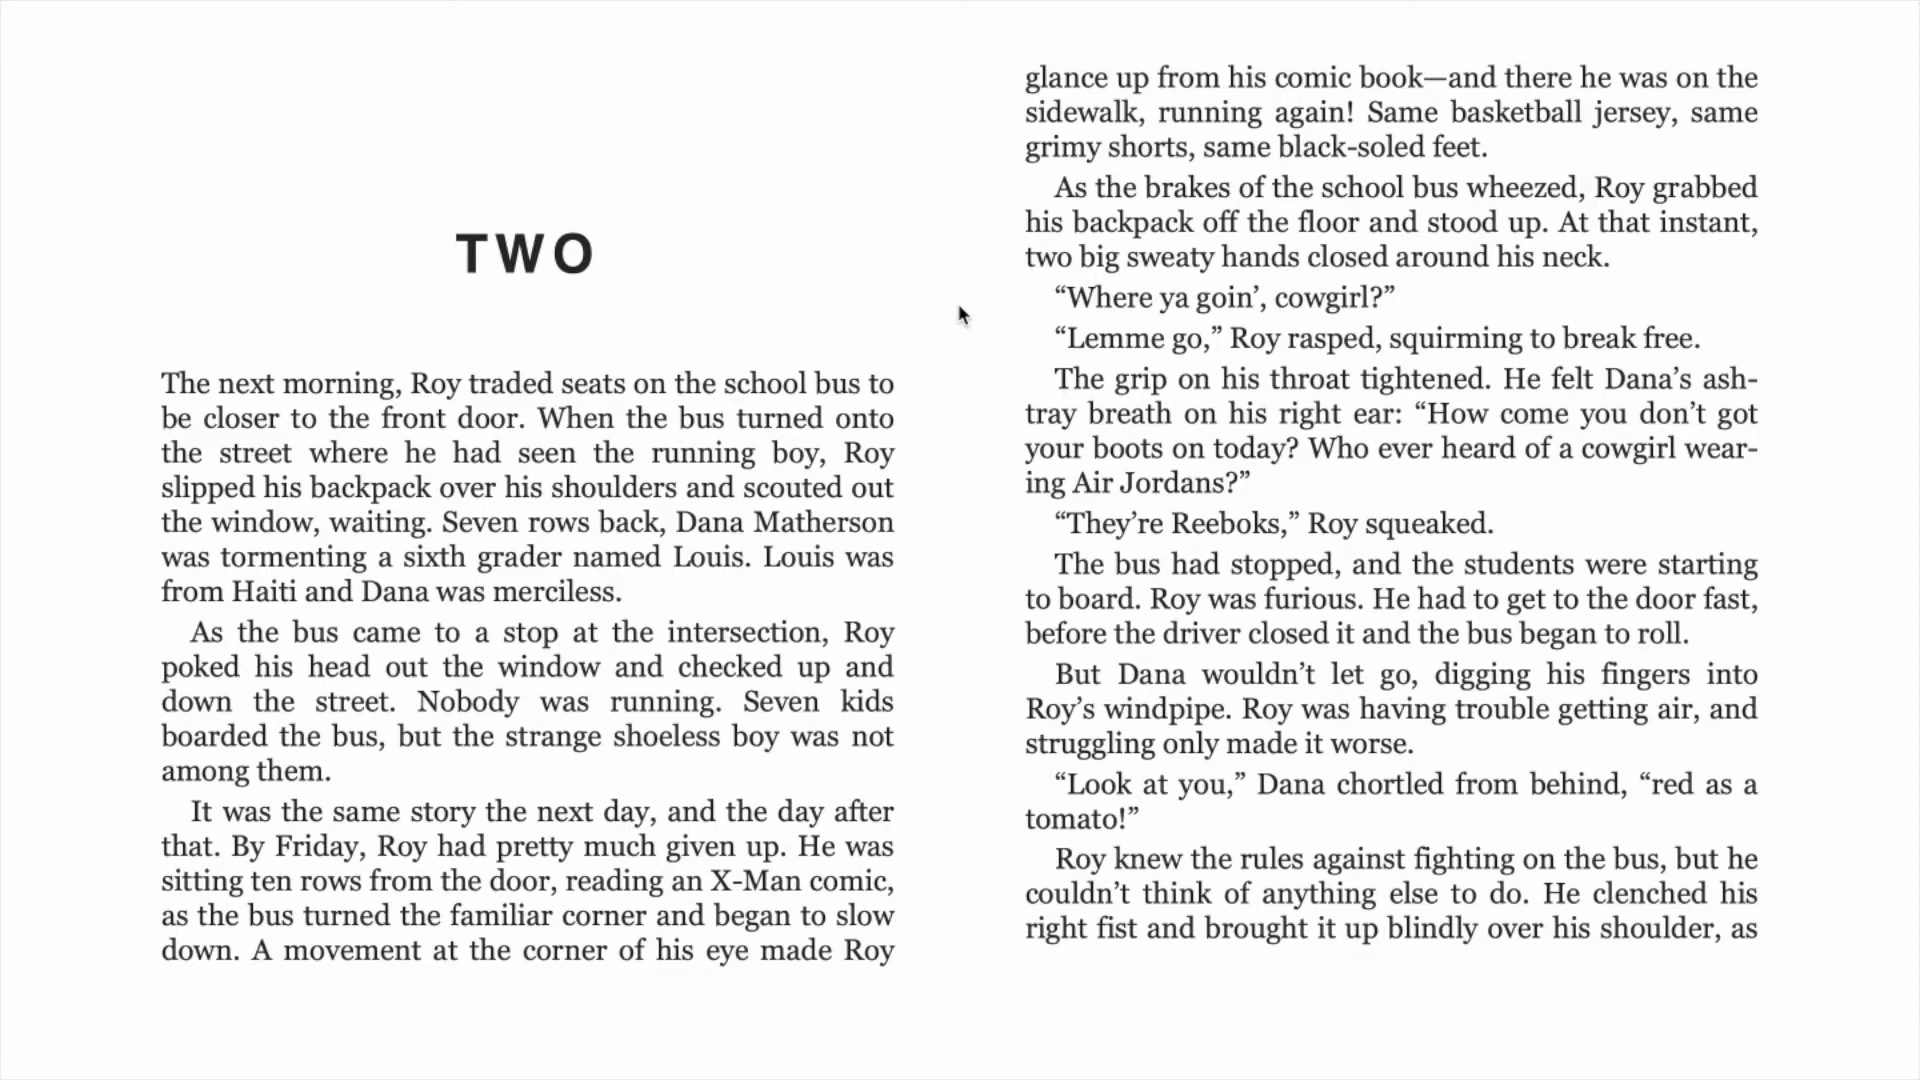 TWO
The next morning, Roy traded seats on the school bus to
be closer to the front door. When the bus turned onto
the street where he had seen the running boy, Roy
slipped his backpack over his shoulders and scouted out
the window, waiting. Seven rows back, Dana Matherson
was tormenting a sixth grader named Louis. Louis was
from Haiti and Dana was merciless.
As the bus came to a stop at the intersection, Roy
poked his head out the window and checked up and
down the street. Nobody was running. Seven kids
boarded the bus, but the strange shoeless boy was not
among them.
It was the same story the next day, and the day after
that. By Friday, Roy had pretty much given up. He was
sitting ten rows from the door, reading an X-Man comic,
as the bus turned the familiar corner and began to slow
down. A movement at the corner of his eye made Roy
glance up from his comic book—and there he was on the
sidewalk, running again! Same basketball jersey, same
grimy shorts, same black-soled feet.
As the brakes of the school bus wheezed, Roy grabbed
his backpack off the floor and stood up. At that instant,
two big sweaty hands closed around his neck.
“Where ya goin’, cowgirl?”
“Lemme go,” Roy rasped, squirming to break free.
The grip on his throat tightened. He felt Dana’s ash-
tray breath on his right ear: “How come you don’t got
your boots on today? Who ever heard of a cowgirl wear-
ing Air Jordans?”
“They’re Reeboks,” Roy squeaked.
The bus had stopped, and the students were starting
to board. Roy was furious. He had to get to the door fast,
before the driver closed it and the bus began to roll.
But Dana wouldn’t let go, digging his fingers into
Roy’s windpipe. Roy was having trouble getting air, and
struggling only made it worse.
“Look at you,” Dana chortled from behind, “red as a
tomato!”
Roy knew the rules against fighting on the bus, but he
couldn’t think of anything else to do. He clenched his
right fist and brought it up blindly over his shoulder, as